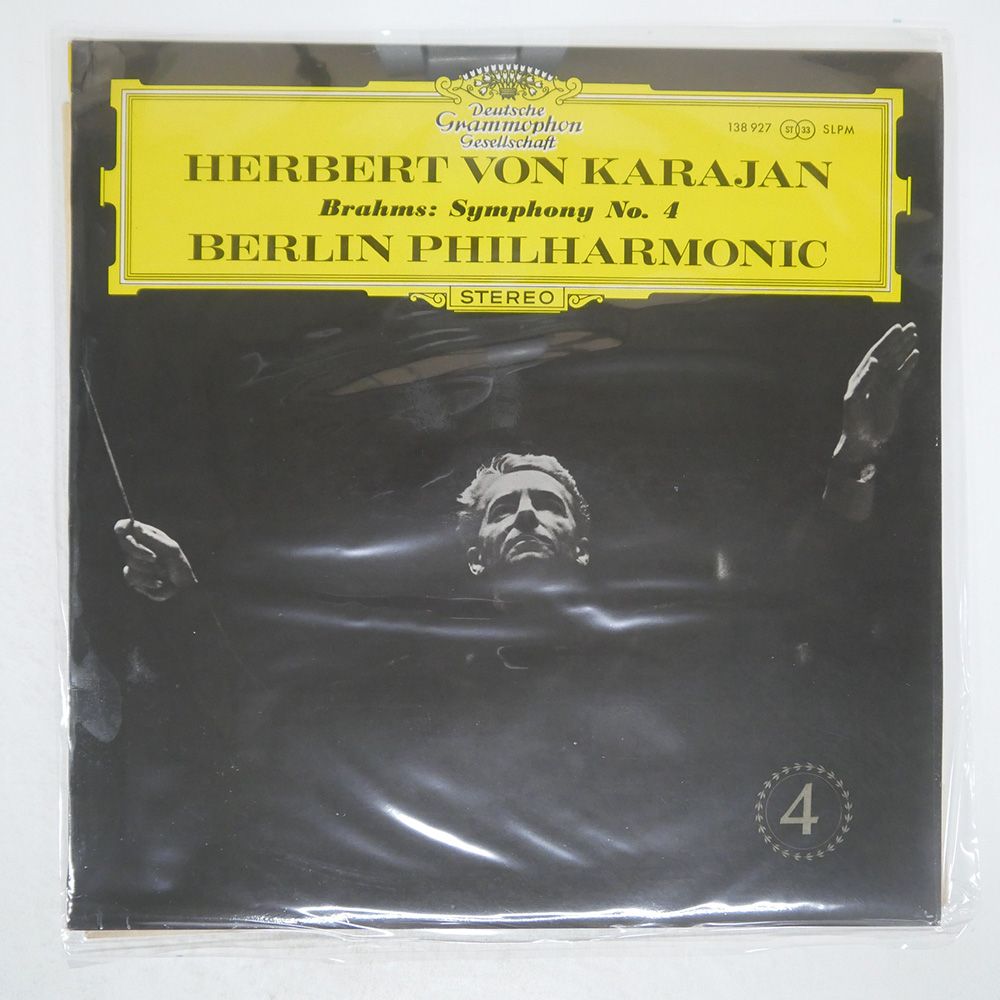 Deutsche
Grammophon
Gesellschaft
138 927 ST 33 SLPM
HERBERT VON KARAJAN
Brahms: Symphony No. 4
BERLIN PHILHARMONIC
STEREO
4